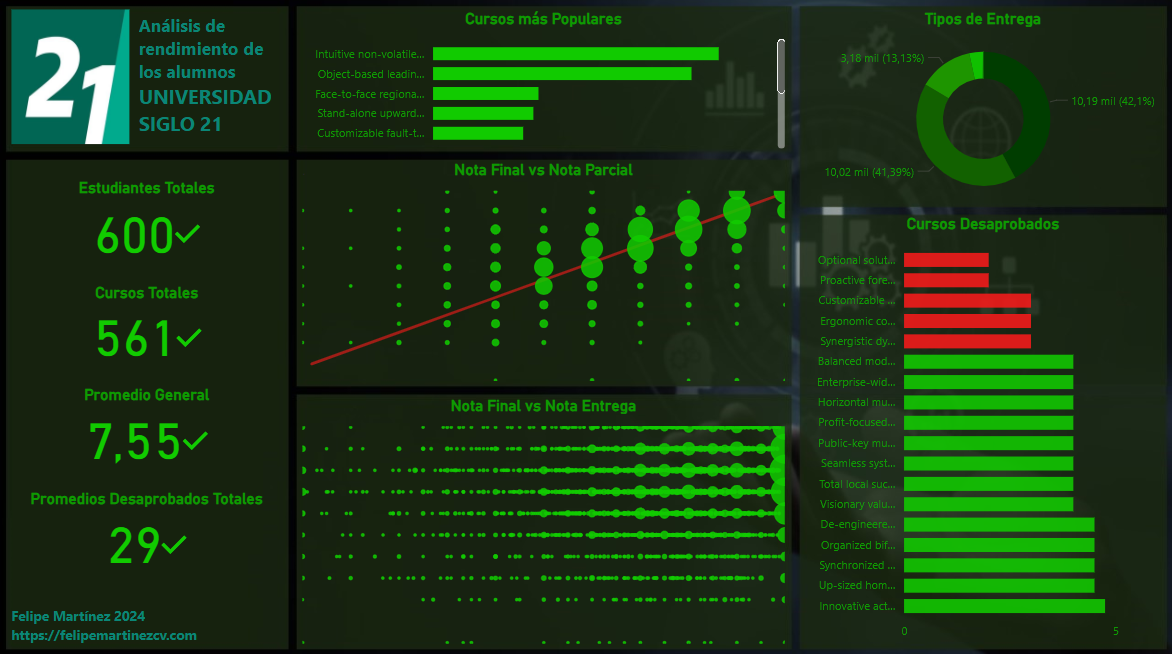 21
Análisis de
rendimiento de
los alumnos
UNIVERSIDAD
SIGLO 21
Estudiantes Totales
600
Cursos Totales
561
Promedio General
7,55
Promedios Desaprobados Totales
29
Felipe Martínez 2024
https://felipemartinezcv.com
Cursos más Populares
Intuitive non-volatile...
Object-based leadin...
Face-to-face regiona...
Stand-alone upward...
Customizable fault-t...
Nota Final vs Nota Parcial
Nota Final vs Nota Entrega
Tipos de Entrega
3,18 mil (13,13%)
10,19 mil (42,1%)
10,02 mil (41,39%)
Cursos Desaprobados
Optional solut...
Proactive fore...
Customizable ...
Ergonomic co...
Synergistic dy...
Balanced mod...
Enterprise-wid...
Horizontal mu...
Profit-focused...
Public-key mu...
Seamless syst...
Total local suc...
Visionary valu...
De-engineere...
Organized bif...
Synchronized ...
Up-sized hom...
Innovative act...
0 5